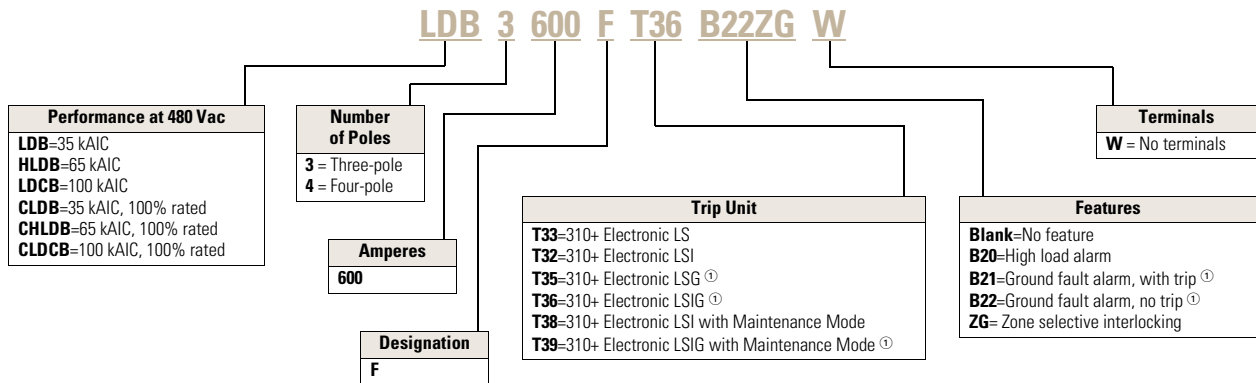 LDB 3 600 F T36 B22ZG W
Performance at 480 Vac
LDB=35 kAIC
HLDB=65 kAIC
LDCB=100 kAIC
CLDB=35 kAIC, 100% rated
CHLDB=65 kAIC, 100% rated
CLDCB=100 kAIC, 100% rated
Number
of Poles
3 = Three-pole
4 = Four-pole
Amperes
600
Designation
F
Trip Unit
T33=310+ Electronic LS
T32=310+ Electronic LSI
T35=310+ Electronic LSG ①
T36=310+ Electronic LSIG ①
T38=310+ Electronic LSI with Maintenance Mode
T39=310+ Electronic LSIG with Maintenance Mode ①
Features
Blank=No feature
B20=High load alarm
B21=Ground fault alarm, with trip ①
B22=Ground fault alarm, no trip ①
ZG= Zone selective interlocking
Terminals
W = No terminals